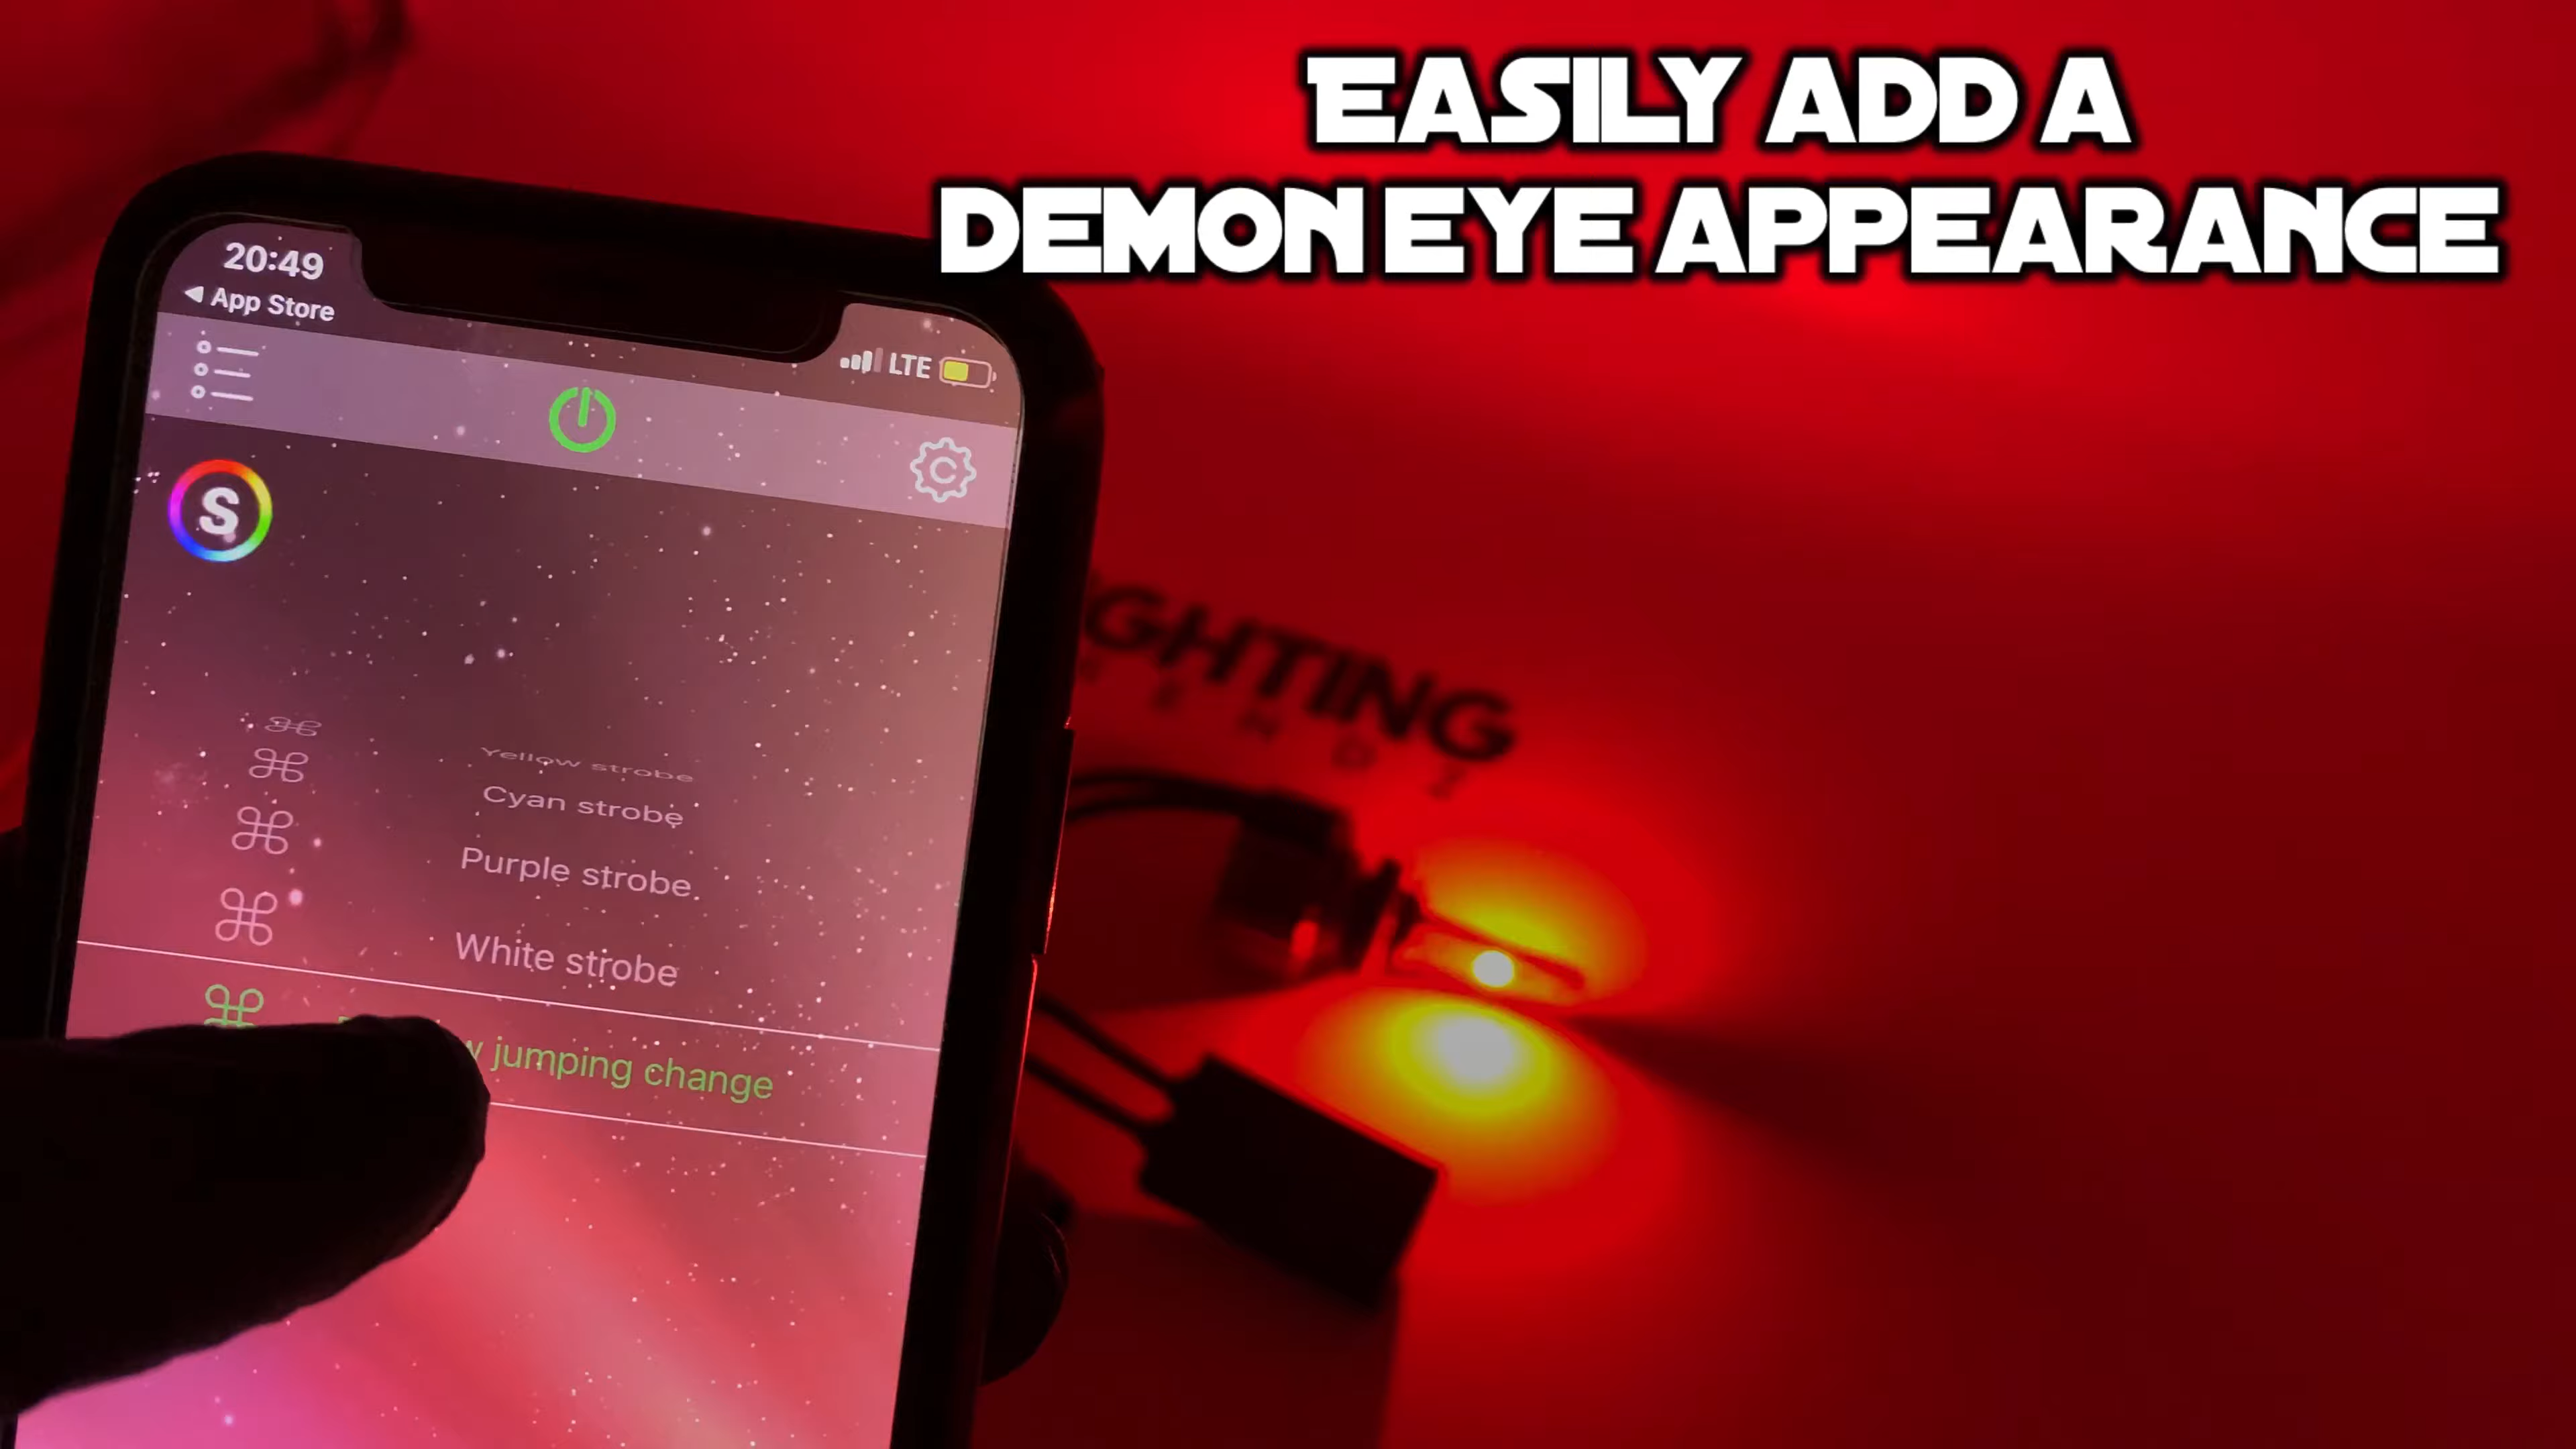 EASILY ADD A
DEMON EYE APPEARANCE
20:49
App Store
LTE
C
S
Yellow strobe
Cyan strobe
Purple strobe
White strobe
jumping change
GHTING